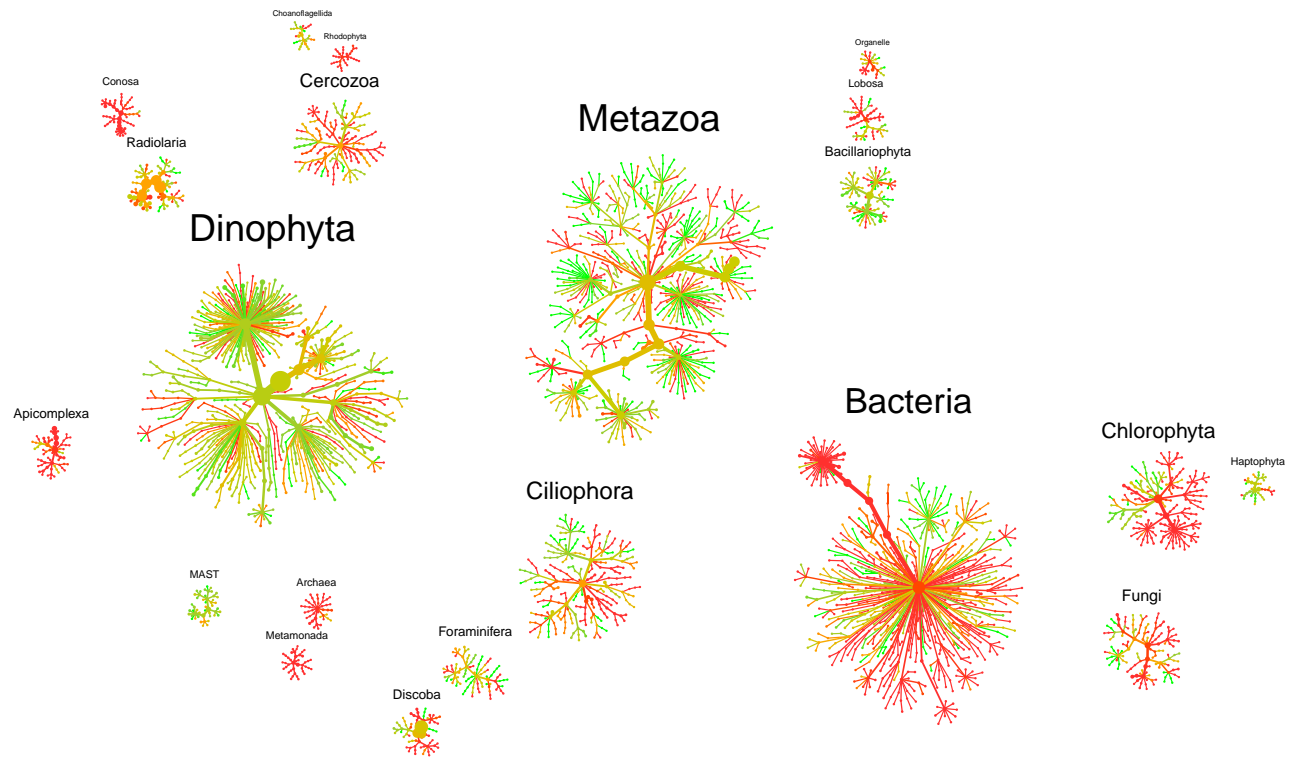 Choanoflagellida
Rhodophyta
Organelle
Conosa
Cercozoa
Lobosa
Metazoa
Radiolaria
Bacillariophyta
Dinophyta
Bacteria
Apicomplexa
Chlorophyta
Haptophyta
Ciliophora
MAST
Archaea
Fungi
Metamonada
Foraminifera
Discoba